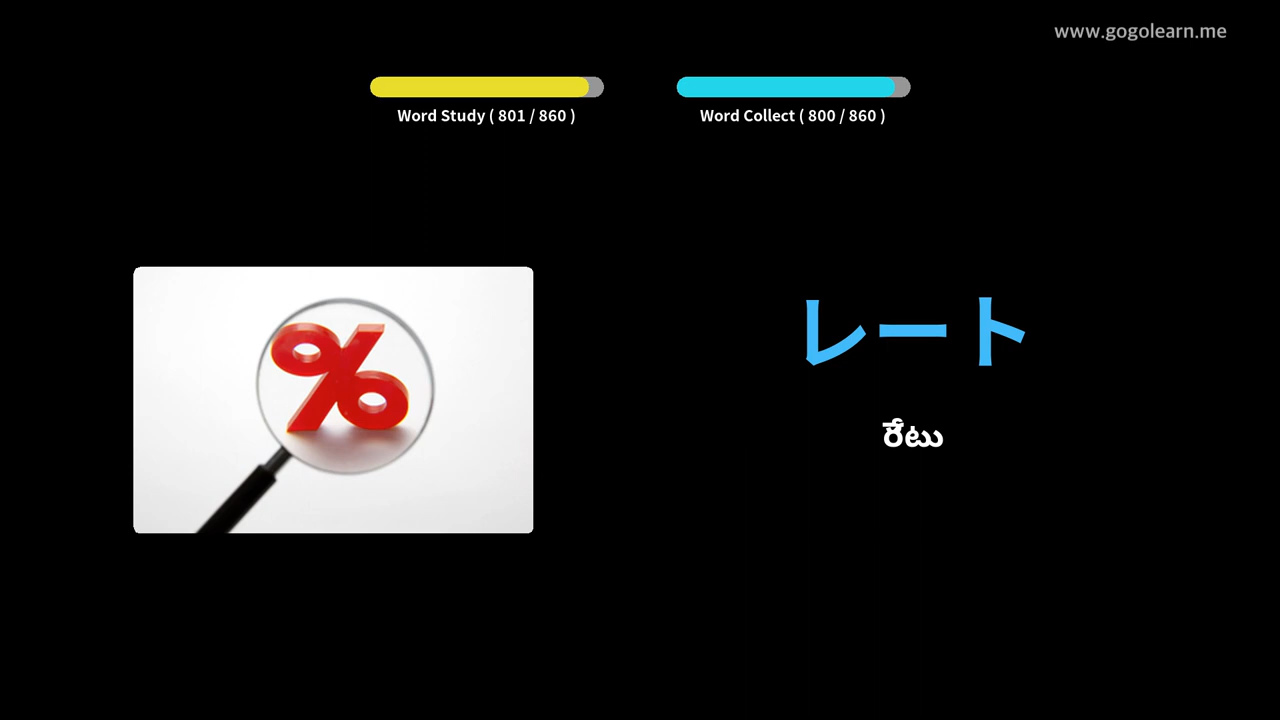 www.gogolearn.me
Word Study ( 801 / 860 )
Word Collect ( 800 / 860 )
%
レート
రేటు